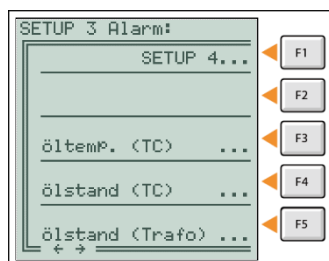 SETUP 3 Alarm:
SETUP 4... F1
F2
öltemp. (TC) ... F3
ölstand (TC) ... F4
ölstand (Trafo) ... F5
← →